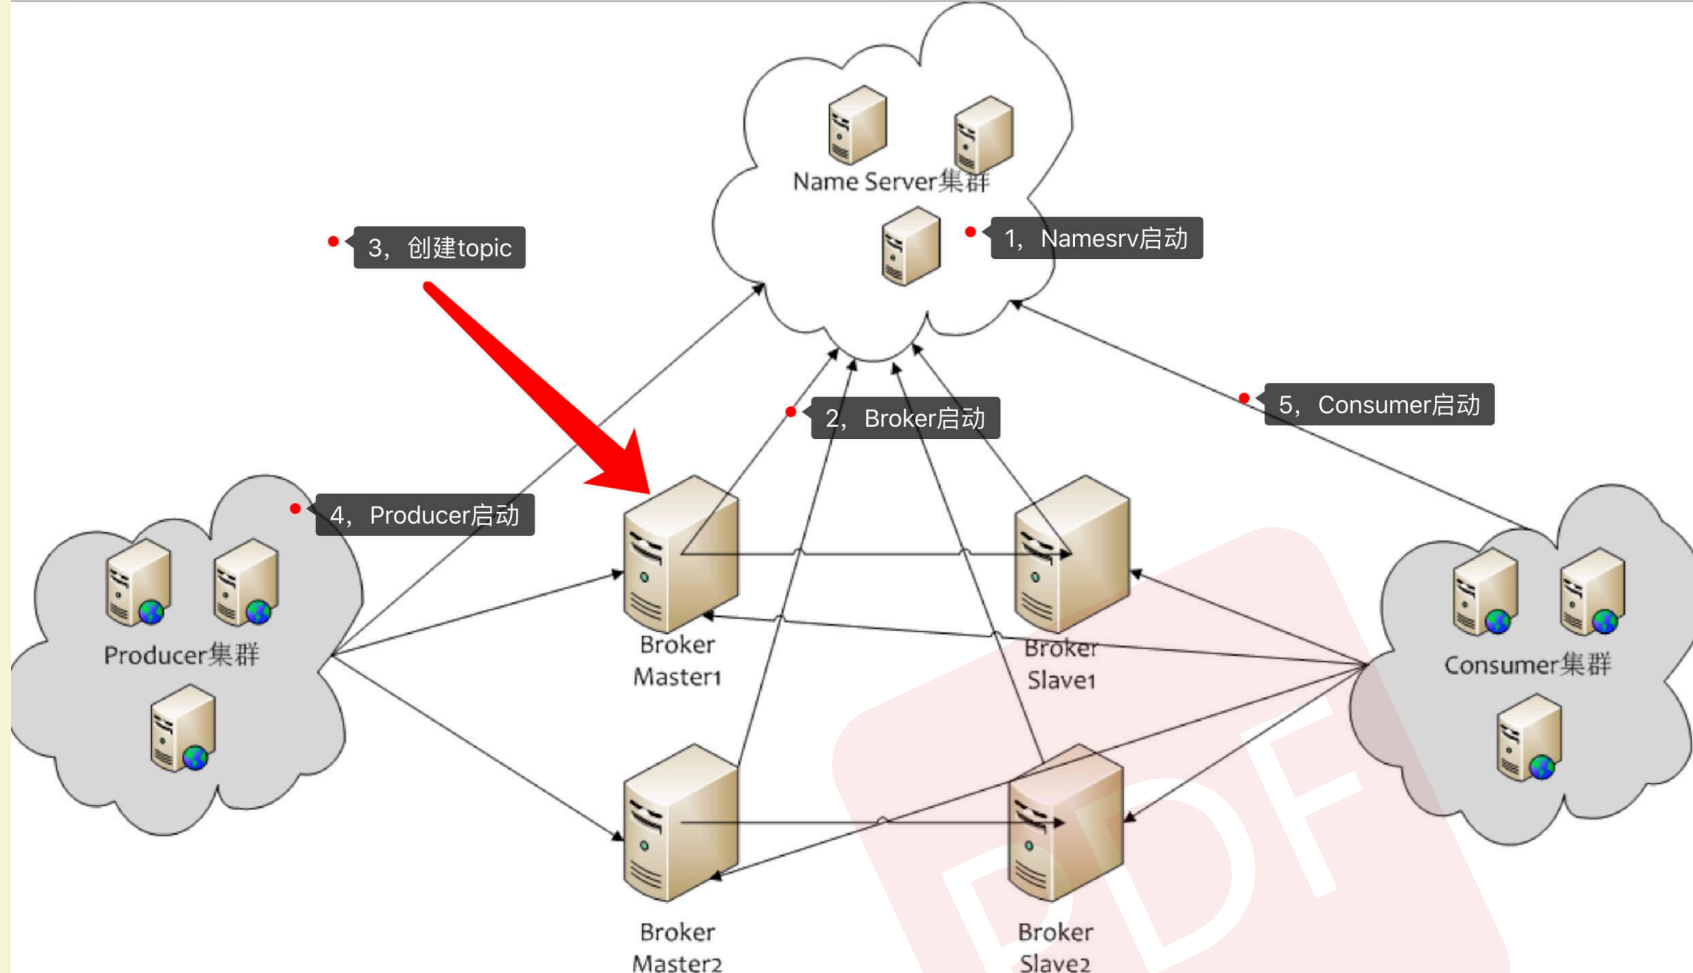 Name Server集群
3，创建topic
1，Namesrv启动
2，Broker启动
5，Consumer启动
4，Producer启动
Producer集群
Broker
Master1
Broker
Slave1
Consumer集群
Broker
Master2
Broker
Slave2
PDF